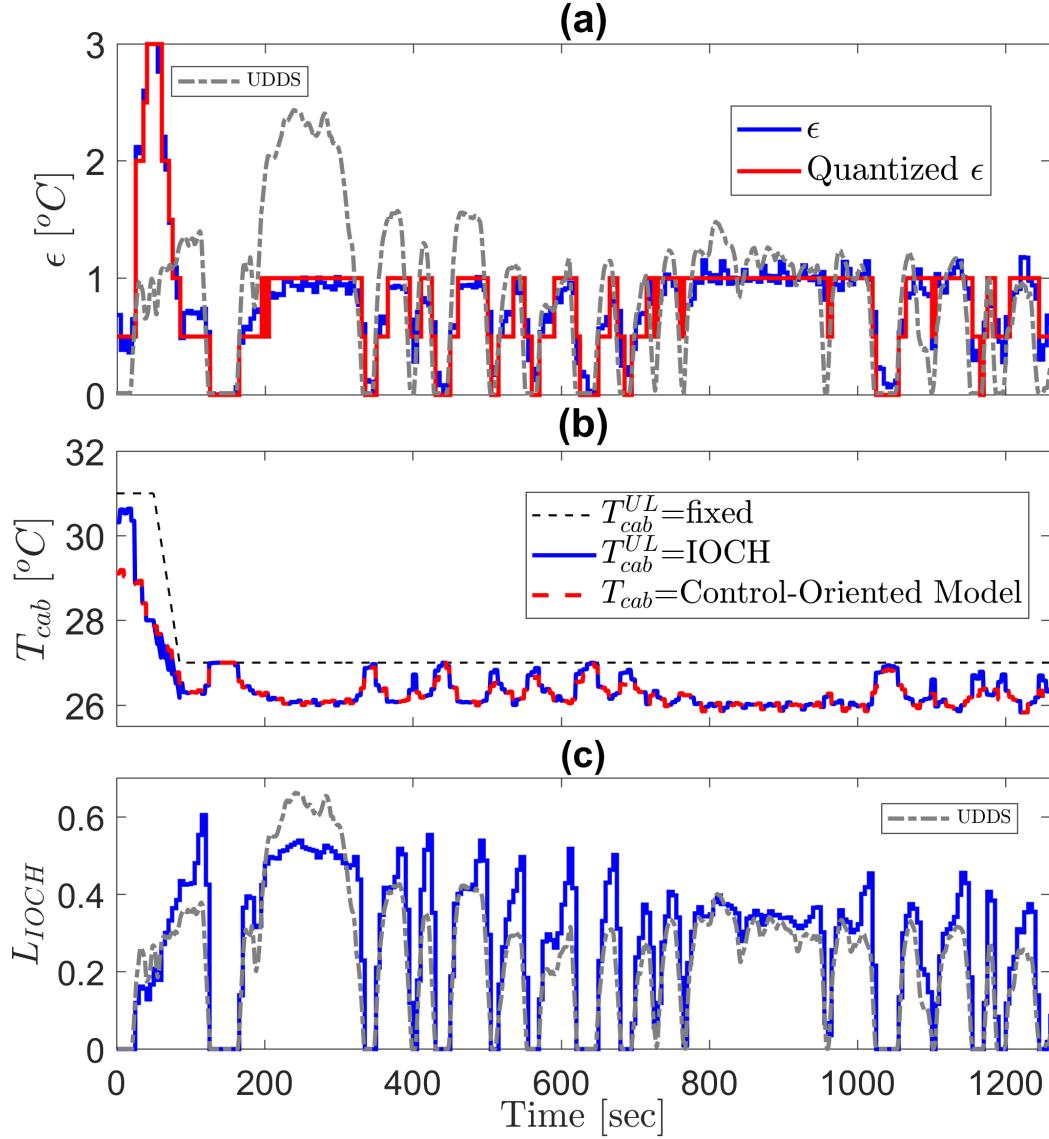 (a)
3
2
1
0
ϵ [°C]
UDDS
ϵ
Quantized ϵ
(b)
32
30
28
26
T_cab [°C]
T_cab^UL=fixed
T_cab^UL=IOCH
T_cab=Control-Oriented Model
(c)
0.6
0.4
0.2
0
L_IOCH
UDDS
0 200 400 600 800 1000 1200
Time [sec]